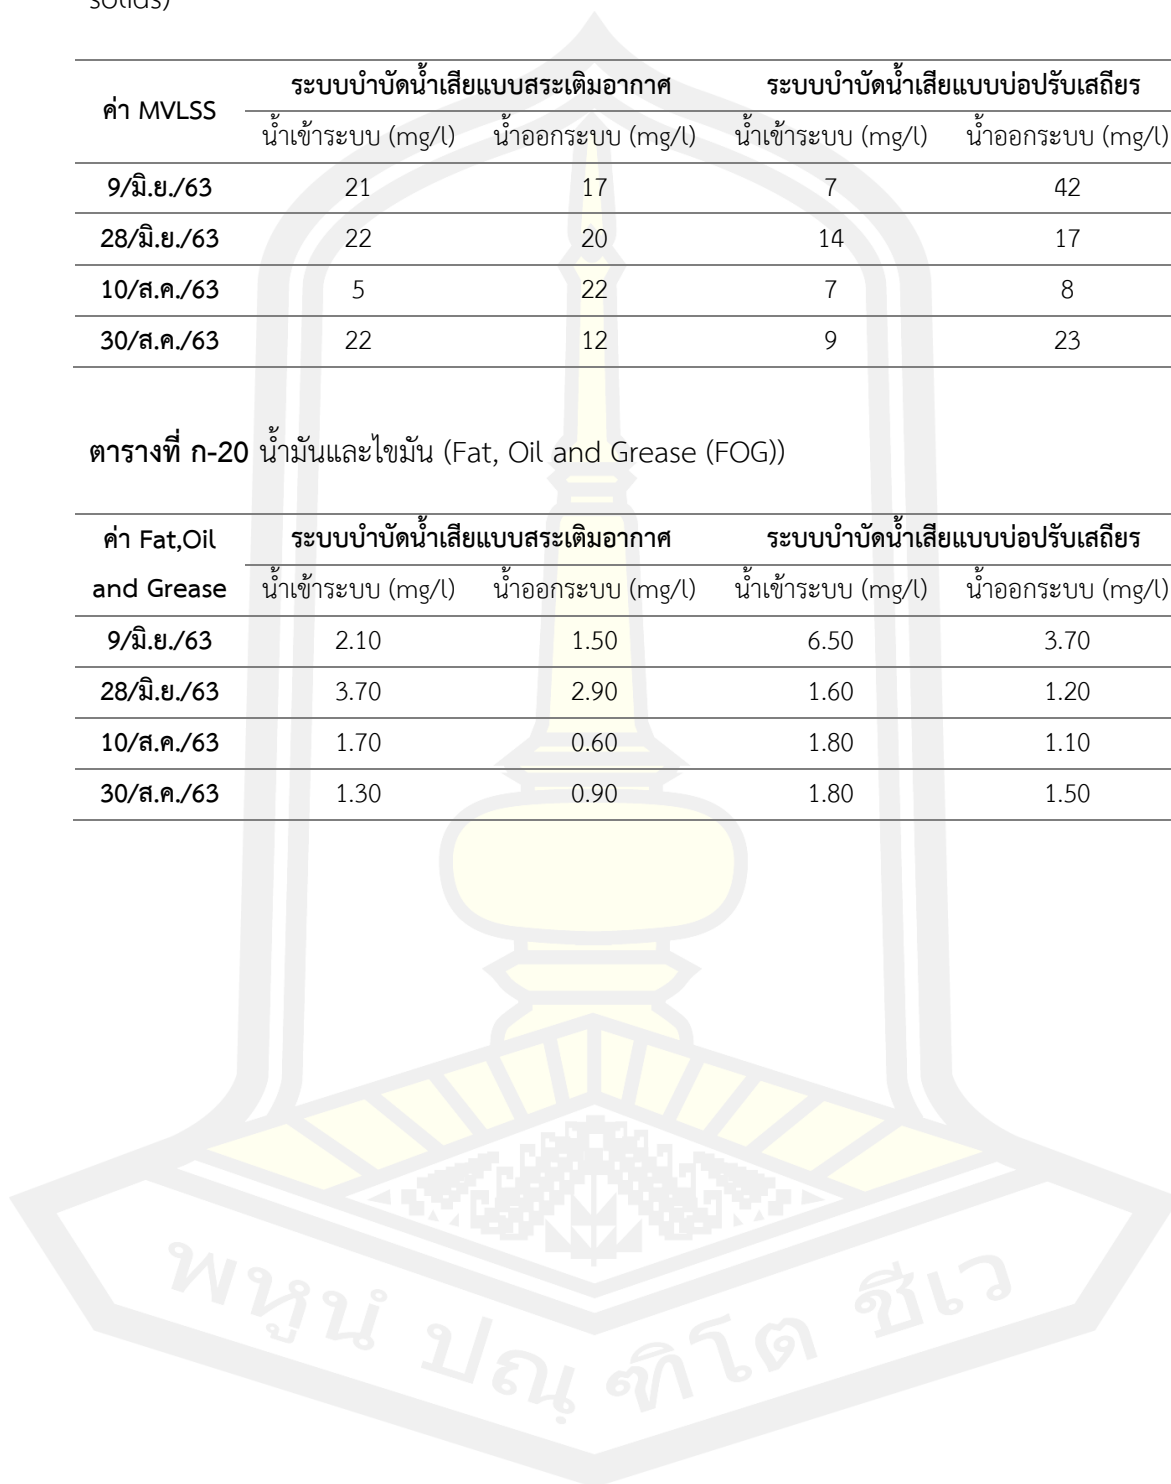 solids)
ค่า MVLSS ระบบบำบัดน้ำเสียแบบสระเติมอากาศ ระบบบำบัดน้ำเสียแบบบ่อปรับเสถียร
น้ำเข้าระบบ (mg/l) น้ำออกระบบ (mg/l) น้ำเข้าระบบ (mg/l) น้ำออกระบบ (mg/l)
9/มิ.ย./63 21 17 7 42
28/มิ.ย./63 22 20 14 17
10/ส.ค./63 5 22 7 8
30/ส.ค./63 22 12 9 23
ตารางที่ ก-20 น้ำมันและไขมัน (Fat, Oil and Grease (FOG))
ค่า Fat,Oil ระบบบำบัดน้ำเสียแบบสระเติมอากาศ ระบบบำบัดน้ำเสียแบบบ่อปรับเสถียร
and Grease น้ำเข้าระบบ (mg/l) น้ำออกระบบ (mg/l) น้ำเข้าระบบ (mg/l) น้ำออกระบบ (mg/l)
9/มิ.ย./63 2.10 1.50 6.50 3.70
28/มิ.ย./63 3.70 2.90 1.60 1.20
10/ส.ค./63 1.70 0.60 1.80 1.10
30/ส.ค./63 1.30 0.90 1.80 1.50
พหูนํ ปณฺฑิโต ชีเว